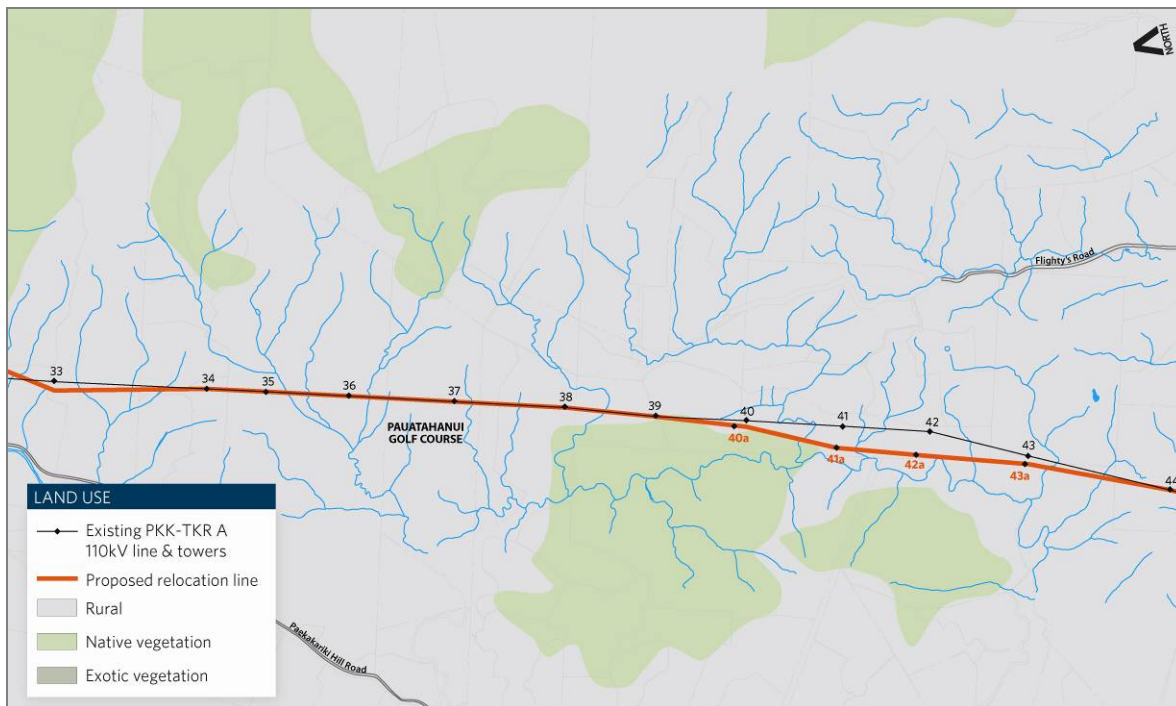 NORTH
Flighty's Road
33
34
35
36
37
38
39
40
41
42
43
44
PAUATAHANUI
GOLF COURSE
40a
41a
42a
43a
LAND USE
Existing PKK-TKR A
110kV line & towers
Proposed relocation line
Rural
Native vegetation
Exotic vegetation
Paekakariki Hill Road